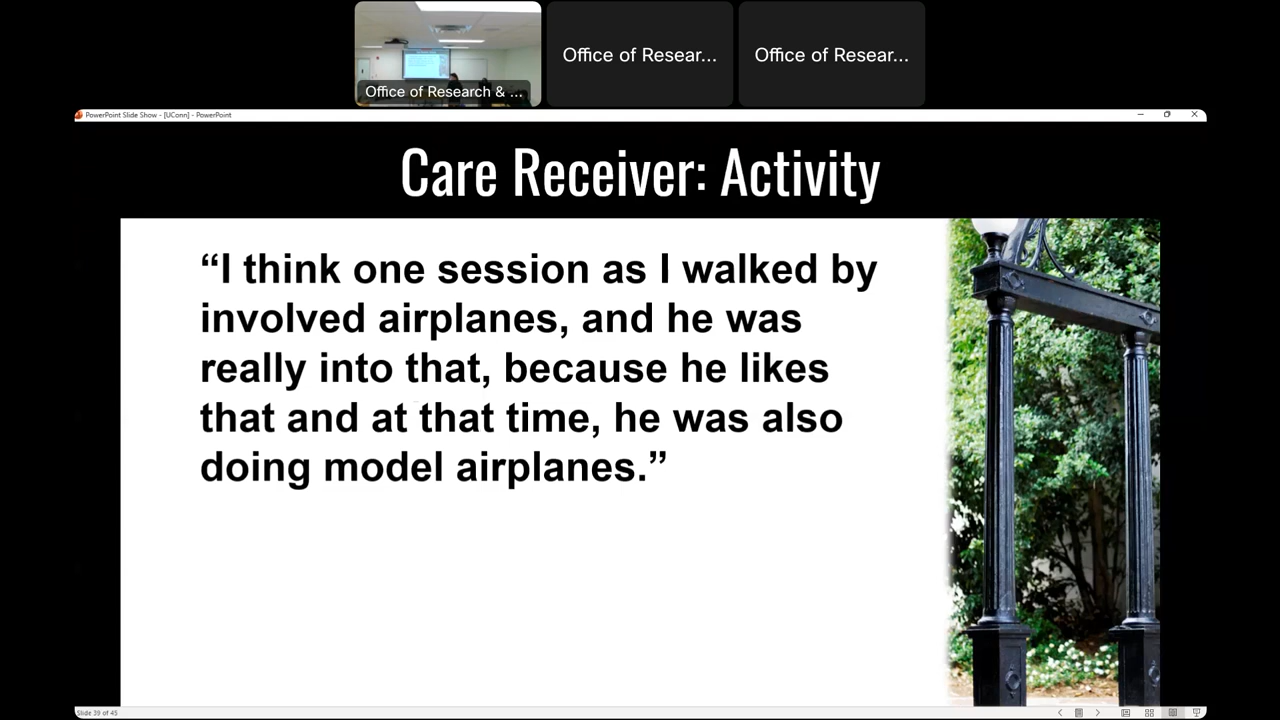 Office of Research & ...
Office of Resear...
Office of Resear...
PowerPoint Slide Show - [UConn] - PowerPoint
Care Receiver: Activity
“I think one session as I walked by
involved airplanes, and he was
really into that, because he likes
that and at that time, he was also
doing model airplanes.”
Slide 39 of 45